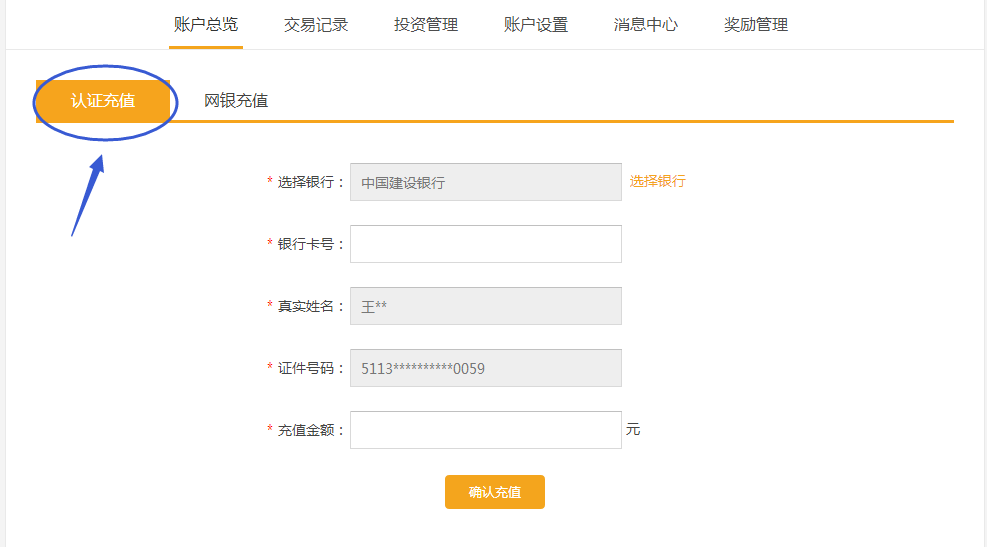 账户总览 交易记录 投资管理 账户设置 消息中心 奖励管理
认证充值 网银充值
* 选择银行： 中国建设银行 选择银行
* 银行卡号：
* 真实姓名： 王**
* 证件号码： 5113**********0059
* 充值金额： 元
确认充值